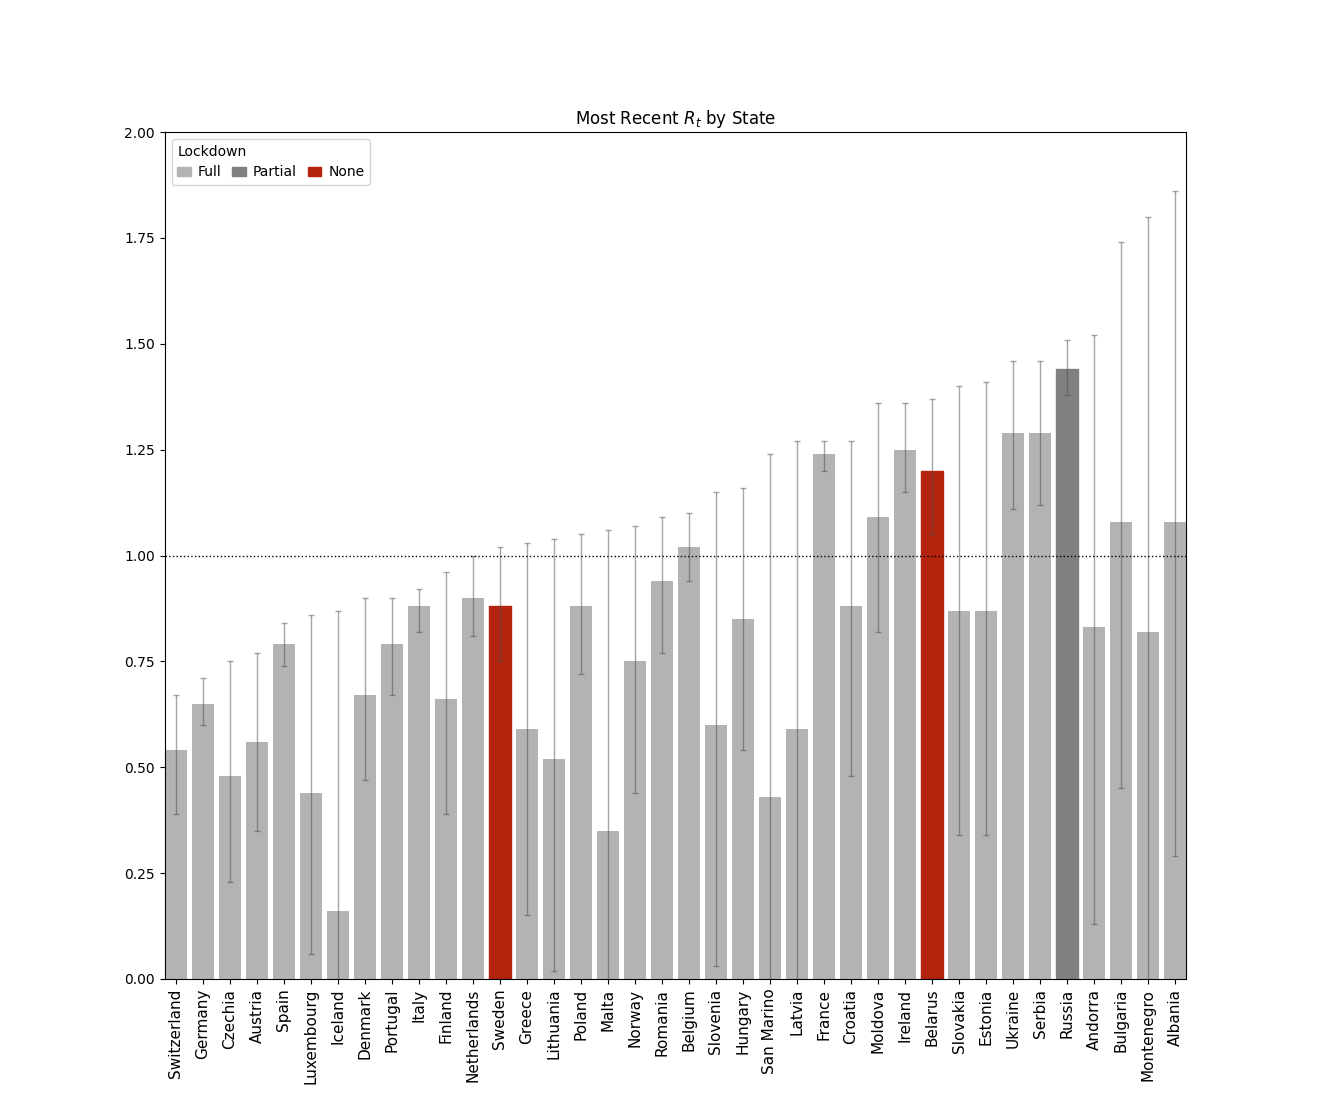 Most Recent R_t by State
Lockdown
Full Partial None
2.00
1.75
1.50
1.25
1.00
0.75
0.50
0.25
0.00
Switzerland
Germany
Czechia
Austria
Spain
Luxembourg
Iceland
Denmark
Portugal
Italy
Finland
Netherlands
Sweden
Greece
Lithuania
Poland
Malta
Norway
Romania
Belgium
Slovenia
Hungary
San Marino
Latvia
France
Croatia
Moldova
Ireland
Belarus
Slovakia
Estonia
Ukraine
Serbia
Russia
Andorra
Bulgaria
Montenegro
Albania